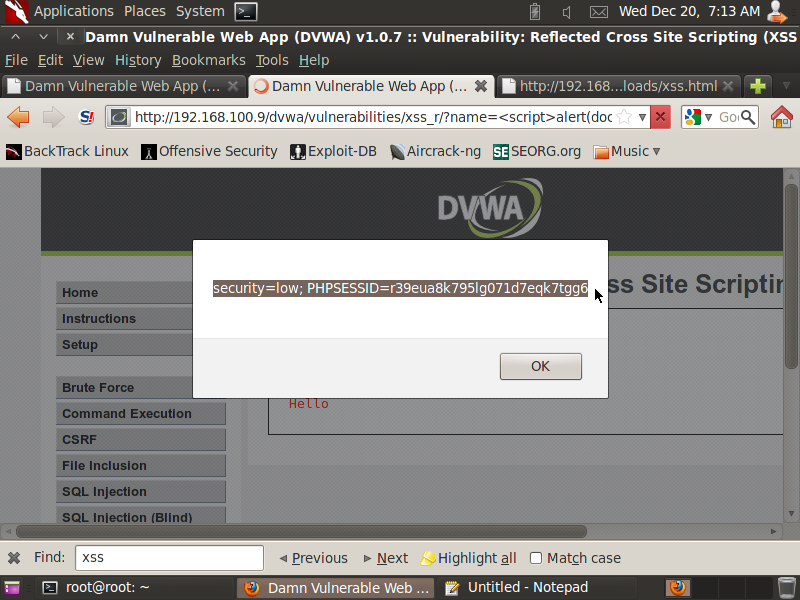 Applications Places System Wed Dec 20, 7:13 AM
Damn Vulnerable Web App (DVWA) v1.0.7 :: Vulnerability: Reflected Cross Site Scripting (XSS
File Edit View History Bookmarks Tools Help
Damn Vulnerable Web App (... Damn Vulnerable Web App (... http://192.168...loads/xss.html
S! http://192.168.100.9/dvwa/vulnerabilities/xss_r/?name=<script>alert(doc Go
BackTrack Linux Offensive Security Exploit-DB Aircrack-ng SE SEORG.org Music
DVWA
ss Site Scriptin
security=low; PHPSESSID=r39eua8k795lg071d7eqk7tgg6
OK
Home
Instructions
Setup
Brute Force
Command Execution
CSRF
File Inclusion
SQL Injection
SQL Injection (Blind)
Hello
Find: xss Previous Next Highlight all Match case
root@root: ~ Damn Vulnerable Web ... Untitled - Notepad